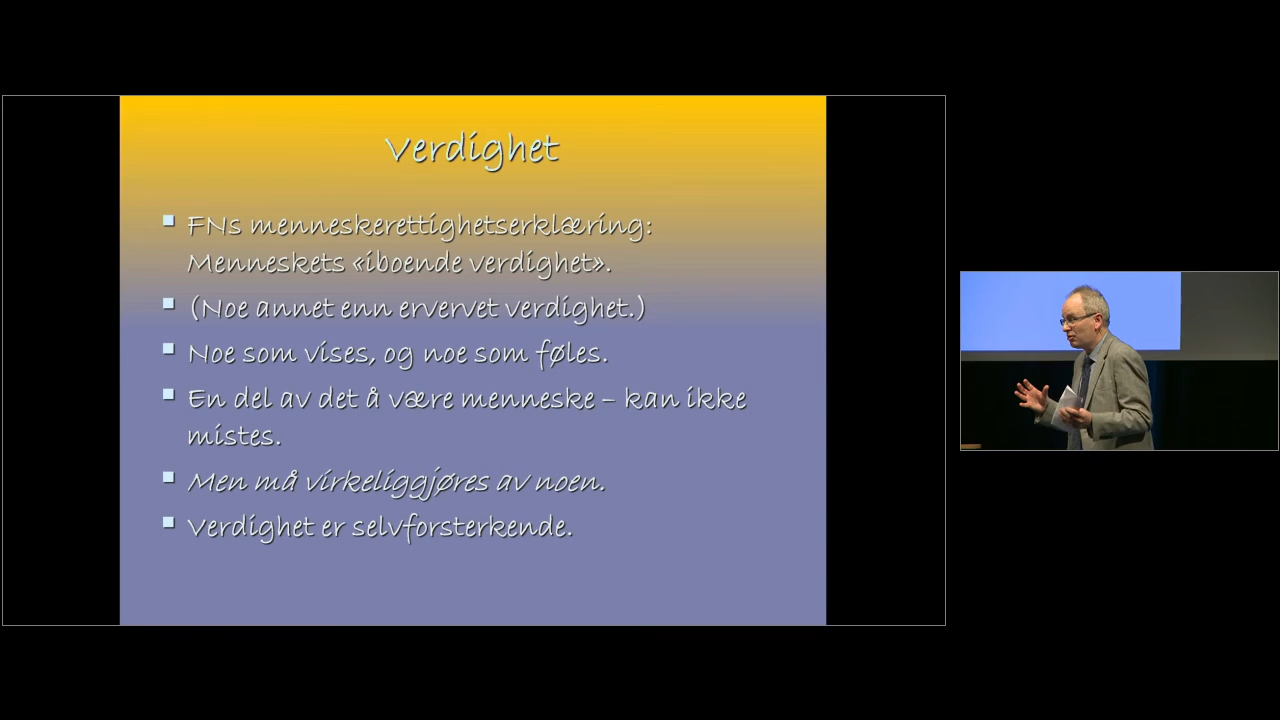 Verdighet
FNs menneskerettighetserklæring:
Menneskets «iboende verdighet».
(Noe annet enn ervervet verdighet.)
Noe som vises, og noe som føles.
En del av det å være menneske – kan ikke
mistes.
Men må virkeliggjøres av noen.
Verdighet er selvforsterkende.